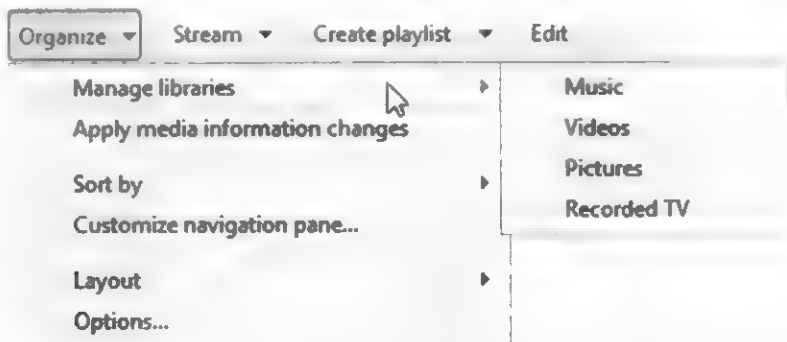 Organize Stream Create playlist Edit
Manage libraries
Apply media information changes
Sort by
Customize navigation pane...
Layout
Options...
Music
Videos
Pictures
Recorded TV